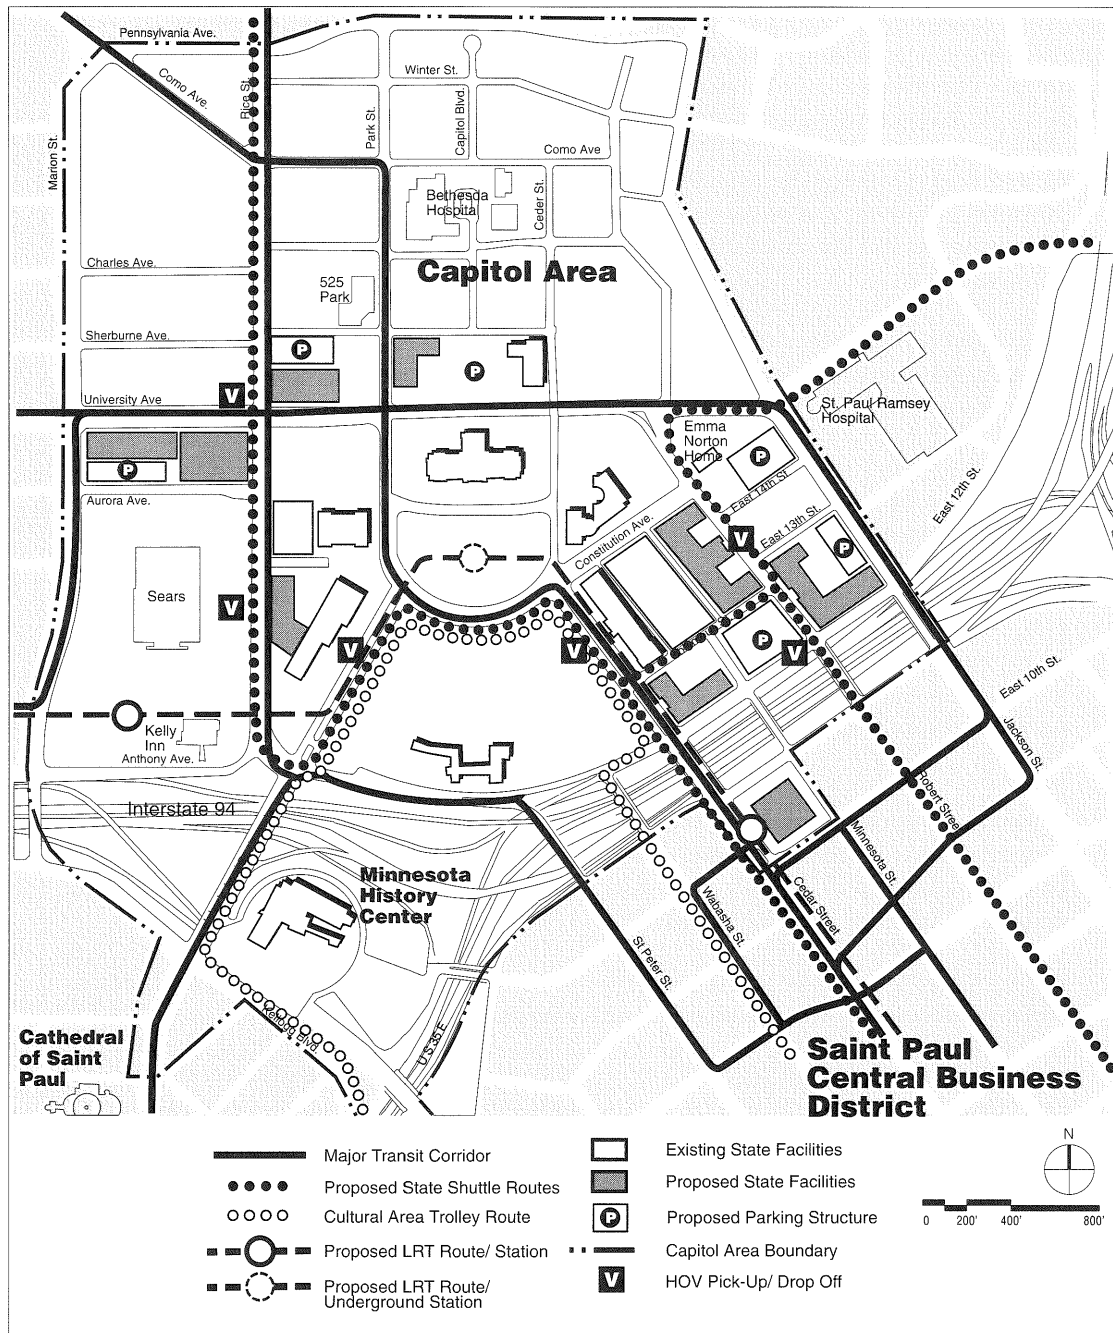 Pennsylvania Ave.
Como Ave.
Rice St.
Winter St.
Park St.
Capitol Blvd.
Como Ave
Marion St.
Bethesda
Hospital
Ceder St.
Charles Ave.
Capitol Area
525
Park
Sherburne Ave.
P
P
V
University Ave
St. Paul Ramsey
Hospital
Emma
Norton
Home
P
P
East 14th St.
East 12th St.
Aurora Ave.
Constitution Ave.
V
East 13th St.
P
Sears
V
V
V
P
V
East 10th St.
Kelly
Inn
Anthony Ave.
Jackson St.
Robert Street
Interstate 94
Minnesota St.
Minnesota
History
Center
Cedar Street
Wabasha St.
St Peter St.
Kellogg Blvd.
U S 35 E
Cathedral
of Saint
Paul
Saint Paul
Central Business
District
Major Transit Corridor
Proposed State Shuttle Routes
Cultural Area Trolley Route
Proposed LRT Route/ Station
Proposed LRT Route/
Underground Station
Existing State Facilities
Proposed State Facilities
P Proposed Parking Structure
Capitol Area Boundary
V HOV Pick-Up/ Drop Off
N
0 200' 400' 800'